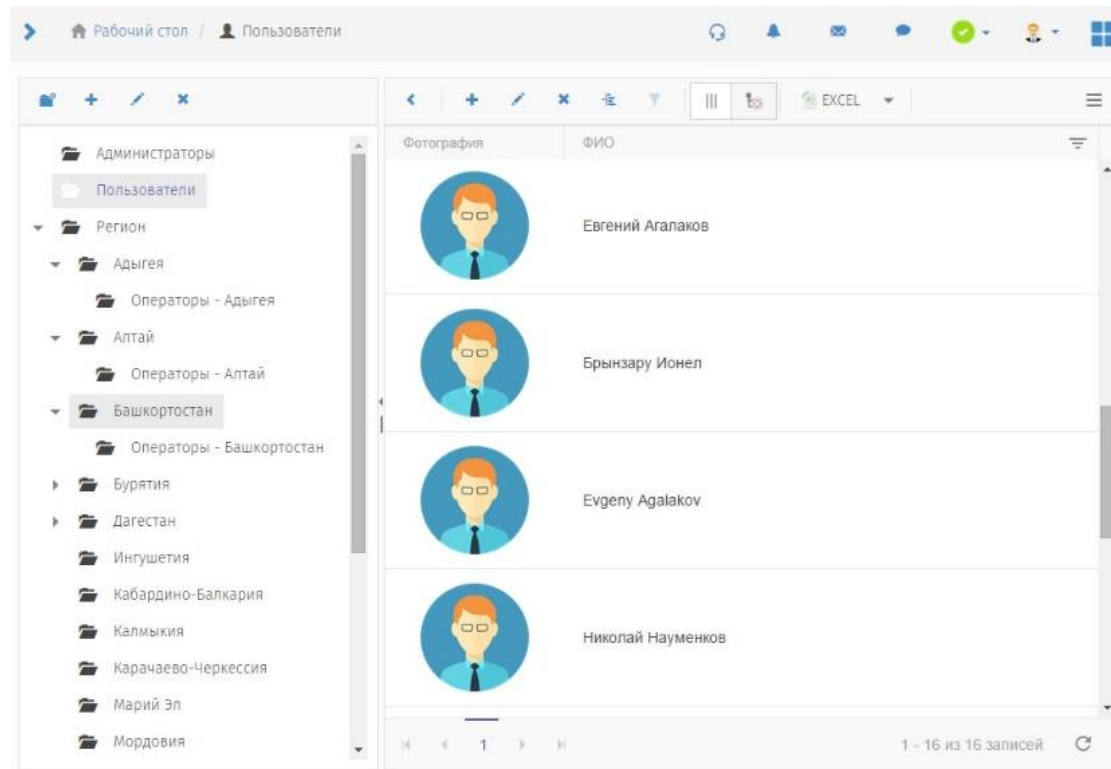 Рабочий стол / Пользователи
EXCEL
Администраторы
Пользователи
Регион
Адыгея
Операторы - Адыгея
Алтай
Операторы - Алтай
Башкортостан
Операторы - Башкортостан
Бурятия
Дагестан
Ингушетия
Кабардино-Балкария
Калмыкия
Карачаево-Черкессия
Марий Эл
Мордовия
Фотография ФИО
Евгений Агалаков
Брынзару Ионел
Evgeny Agalakov
Николай Науменков
1 1 - 16 из 16 записей